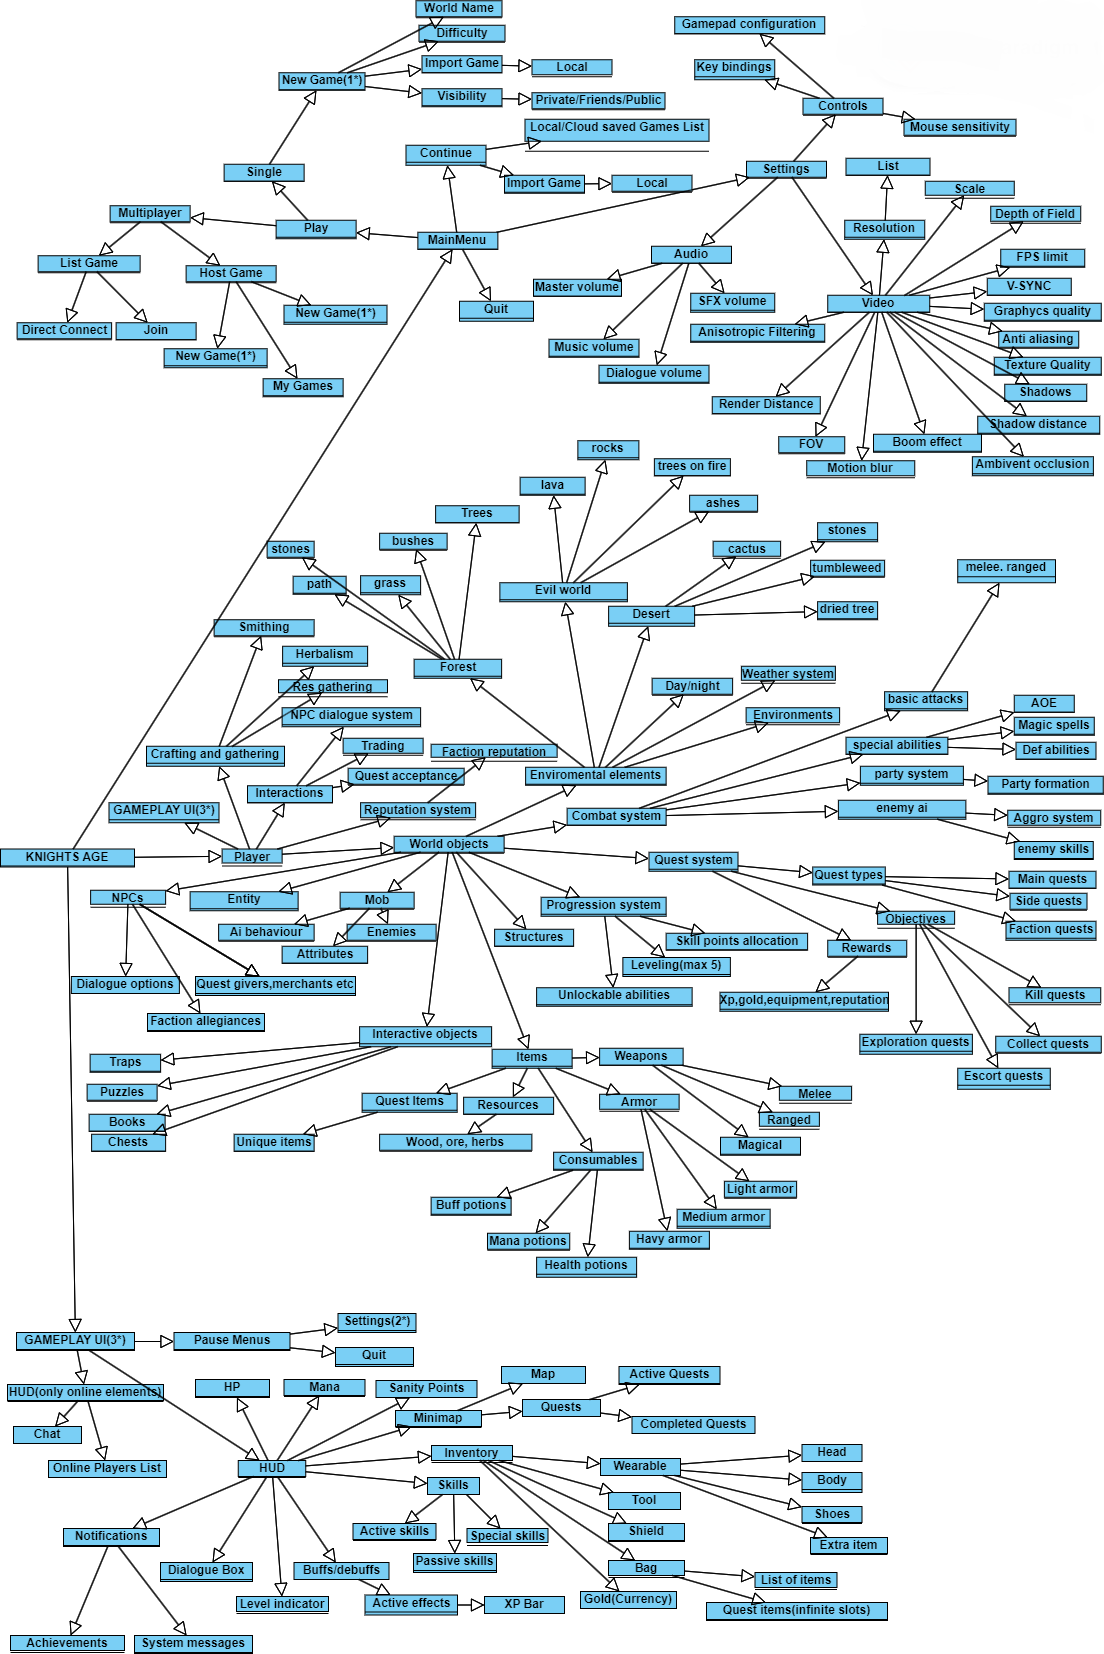 World Name
Difficulty
Gamepad configuration
New Game(1*)
Import Game
Local
Key bindings
Visibility
Private/Friends/Public
Controls
Local/Cloud saved Games List
Mouse sensitivity
Continue
Single
Import Game
Local
Settings
List
Scale
Multiplayer
Play
MainMenu
Resolution
Depth of Field
List Game
Host Game
Audio
FPS limit
Master volume
V-SYNC
Quit
SFX volume
Video
Graphycs quality
New Game(1*)
Direct Connect
Join
Anisotropic Filtering
Anti aliasing
New Game(1*)
Music volume
Texture Quality
My Games
Dialogue volume
Shadows
Render Distance
Shadow distance
FOV
Boom effect
rocks
Motion blur
Ambivent occlusion
trees on fire
lava
ashes
Trees
bushes
stones
stones
cactus
path
grass
Evil world
tumbleweed
melee. ranged
Desert
dried tree
Smithing
Herbalism
Forest
Weather system
Res gathering
Day/night
basic attacks
NPC dialogue system
Environments
AOE
Magic spells
Crafting and gathering
Trading
Faction reputation
special abilities
Def abilities
Quest acceptance
Enviromental elements
party system
Party formation
Interactions
GAMEPLAY UI(3*)
Reputation system
Combat system
enemy ai
Aggro system
KNIGHTS AGE
Player
World objects
Quest system
enemy skills
Quest types
Main quests
NPCs
Entity
Mob
Progression system
Side quests
Objectives
Ai behaviour
Enemies
Structures
Skill points allocation
Faction quests
Attributes
Rewards
Leveling(max 5)
Dialogue options
Quest givers,merchants etc
Unlockable abilities
Xp,gold,equipment,reputation
Kill quests
Faction allegiances
Interactive objects
Exploration quests
Collect quests
Traps
Items
Weapons
Escort quests
Puzzles
Quest Items
Resources
Armor
Melee
Books
Ranged
Chests
Unique items
Wood, ore, herbs
Magical
Consumables
Light armor
Buff potions
Medium armor
Mana potions
Havy armor
Health potions
Settings(2*)
GAMEPLAY UI(3*)
Pause Menus
Quit
HUD(only online elements)
HP
Mana
Sanity Points
Map
Active Quests
Minimap
Quests
Completed Quests
Chat
Online Players List
HUD
Inventory
Wearable
Head
Skills
Body
Tool
Shoes
Notifications
Active skills
Special skills
Shield
Extra item
Passive skills
Dialogue Box
Buffs/debuffs
Bag
List of items
Level indicator
Active effects
XP Bar
Gold(Currency)
Quest items(infinite slots)
Achievements
System messages